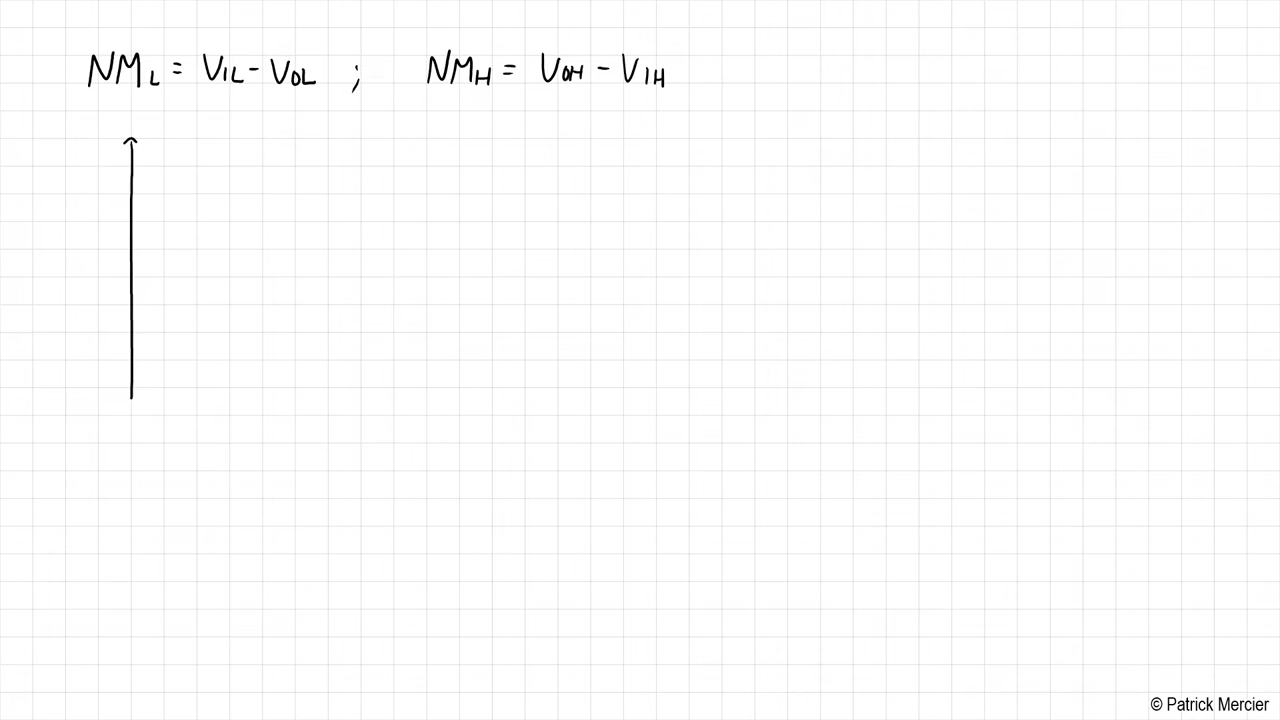 NM_L = V_IL - V_OL ; NM_H = V_OH - V_IH
© Patrick Mercier